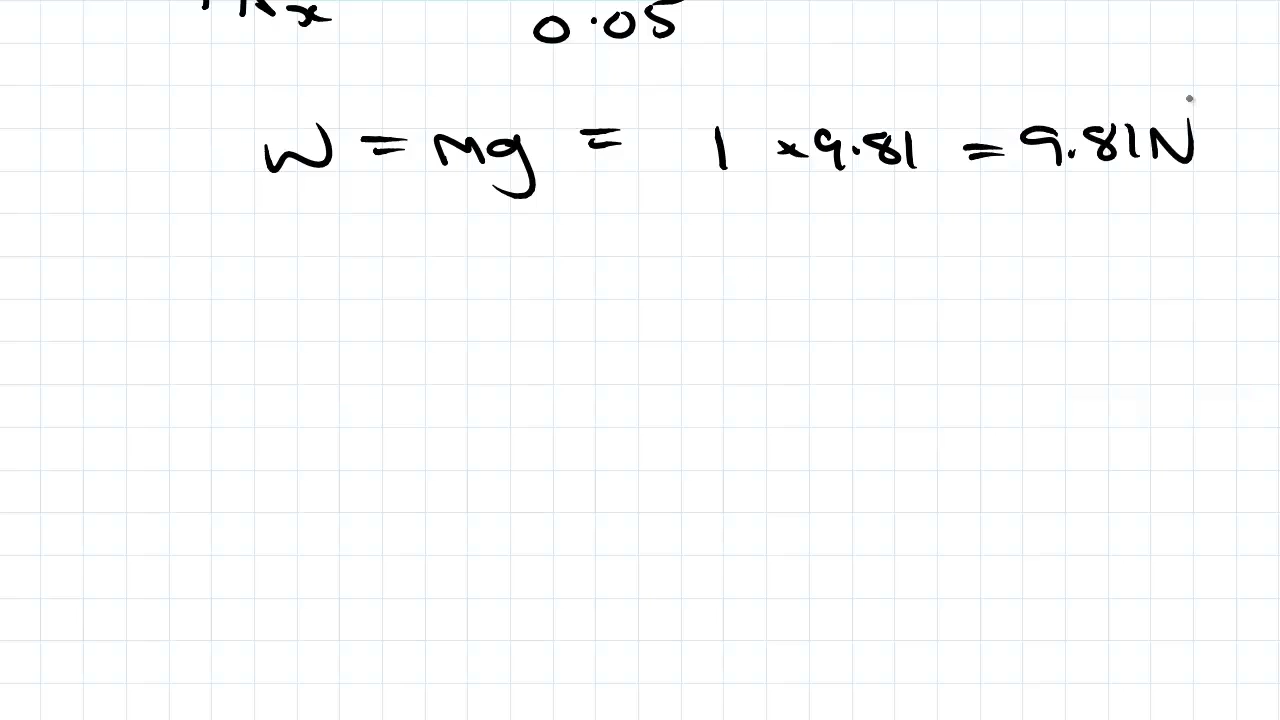 0.05
W = mg = 1 × 9.81 = 9.81N